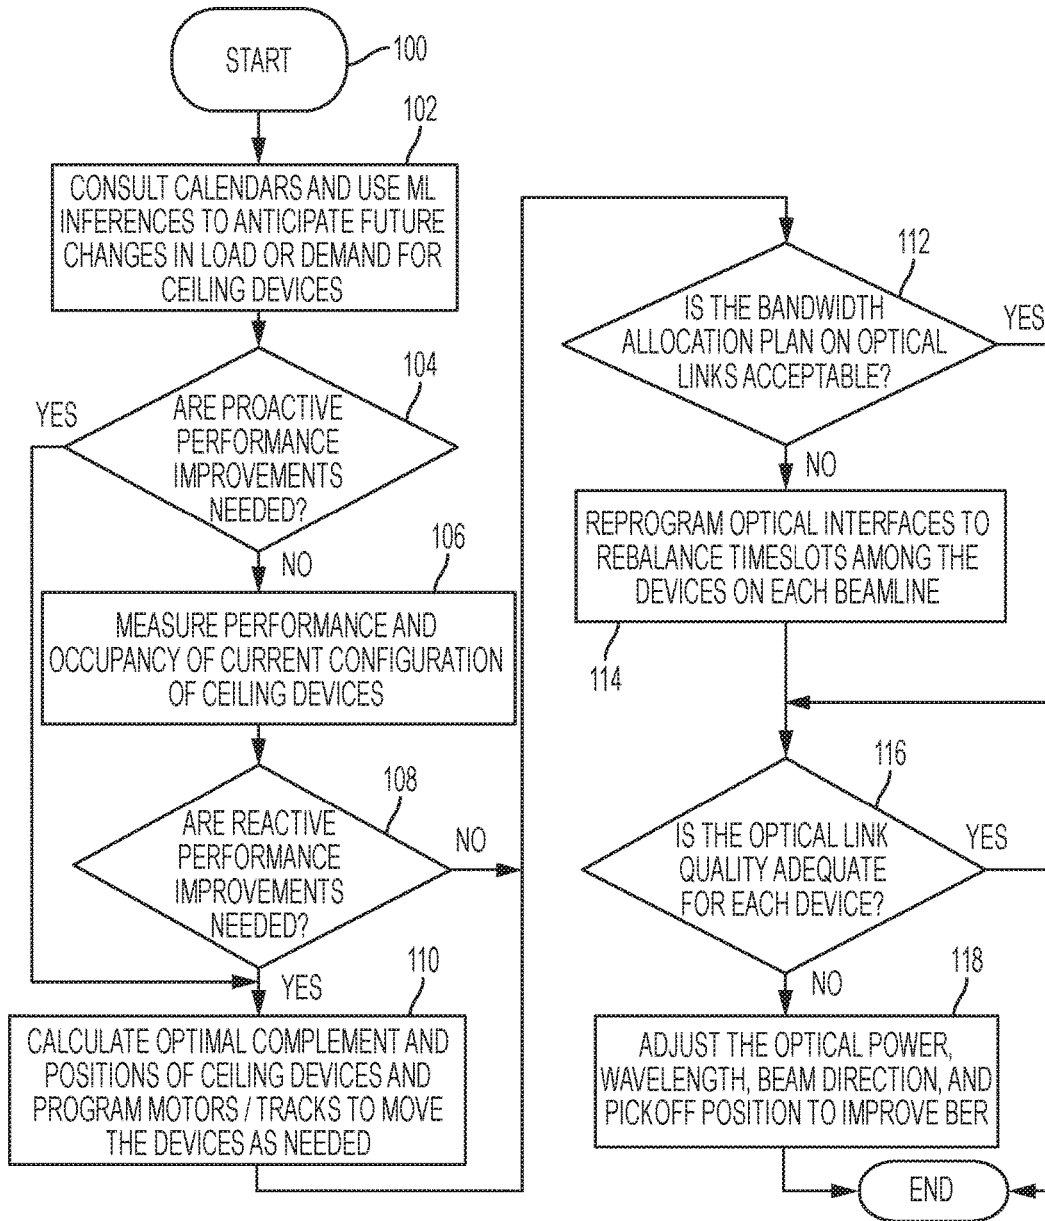 START
100
102
CONSULT CALENDARS AND USE ML
INFERENCES TO ANTICIPATE FUTURE
CHANGES IN LOAD OR DEMAND FOR
CEILING DEVICES
104
YES
ARE PROACTIVE
PERFORMANCE
IMPROVEMENTS
NEEDED?
NO
106
MEASURE PERFORMANCE AND
OCCUPANCY OF CURRENT CONFIGURATION
OF CEILING DEVICES
108
ARE REACTIVE
PERFORMANCE
IMPROVEMENTS
NEEDED?
NO
YES
110
CALCULATE OPTIMAL COMPLEMENT AND
POSITIONS OF CEILING DEVICES AND
PROGRAM MOTORS / TRACKS TO MOVE
THE DEVICES AS NEEDED
112
IS THE BANDWIDTH
ALLOCATION PLAN ON OPTICAL
LINKS ACCEPTABLE?
YES
NO
REPROGRAM OPTICAL INTERFACES TO
REBALANCE TIMESLOTS AMONG THE
DEVICES ON EACH BEAMLINE
114
116
IS THE OPTICAL LINK
QUALITY ADEQUATE
FOR EACH DEVICE?
YES
NO
118
ADJUST THE OPTICAL POWER,
WAVELENGTH, BEAM DIRECTION, AND
PICKOFF POSITION TO IMPROVE BER
END